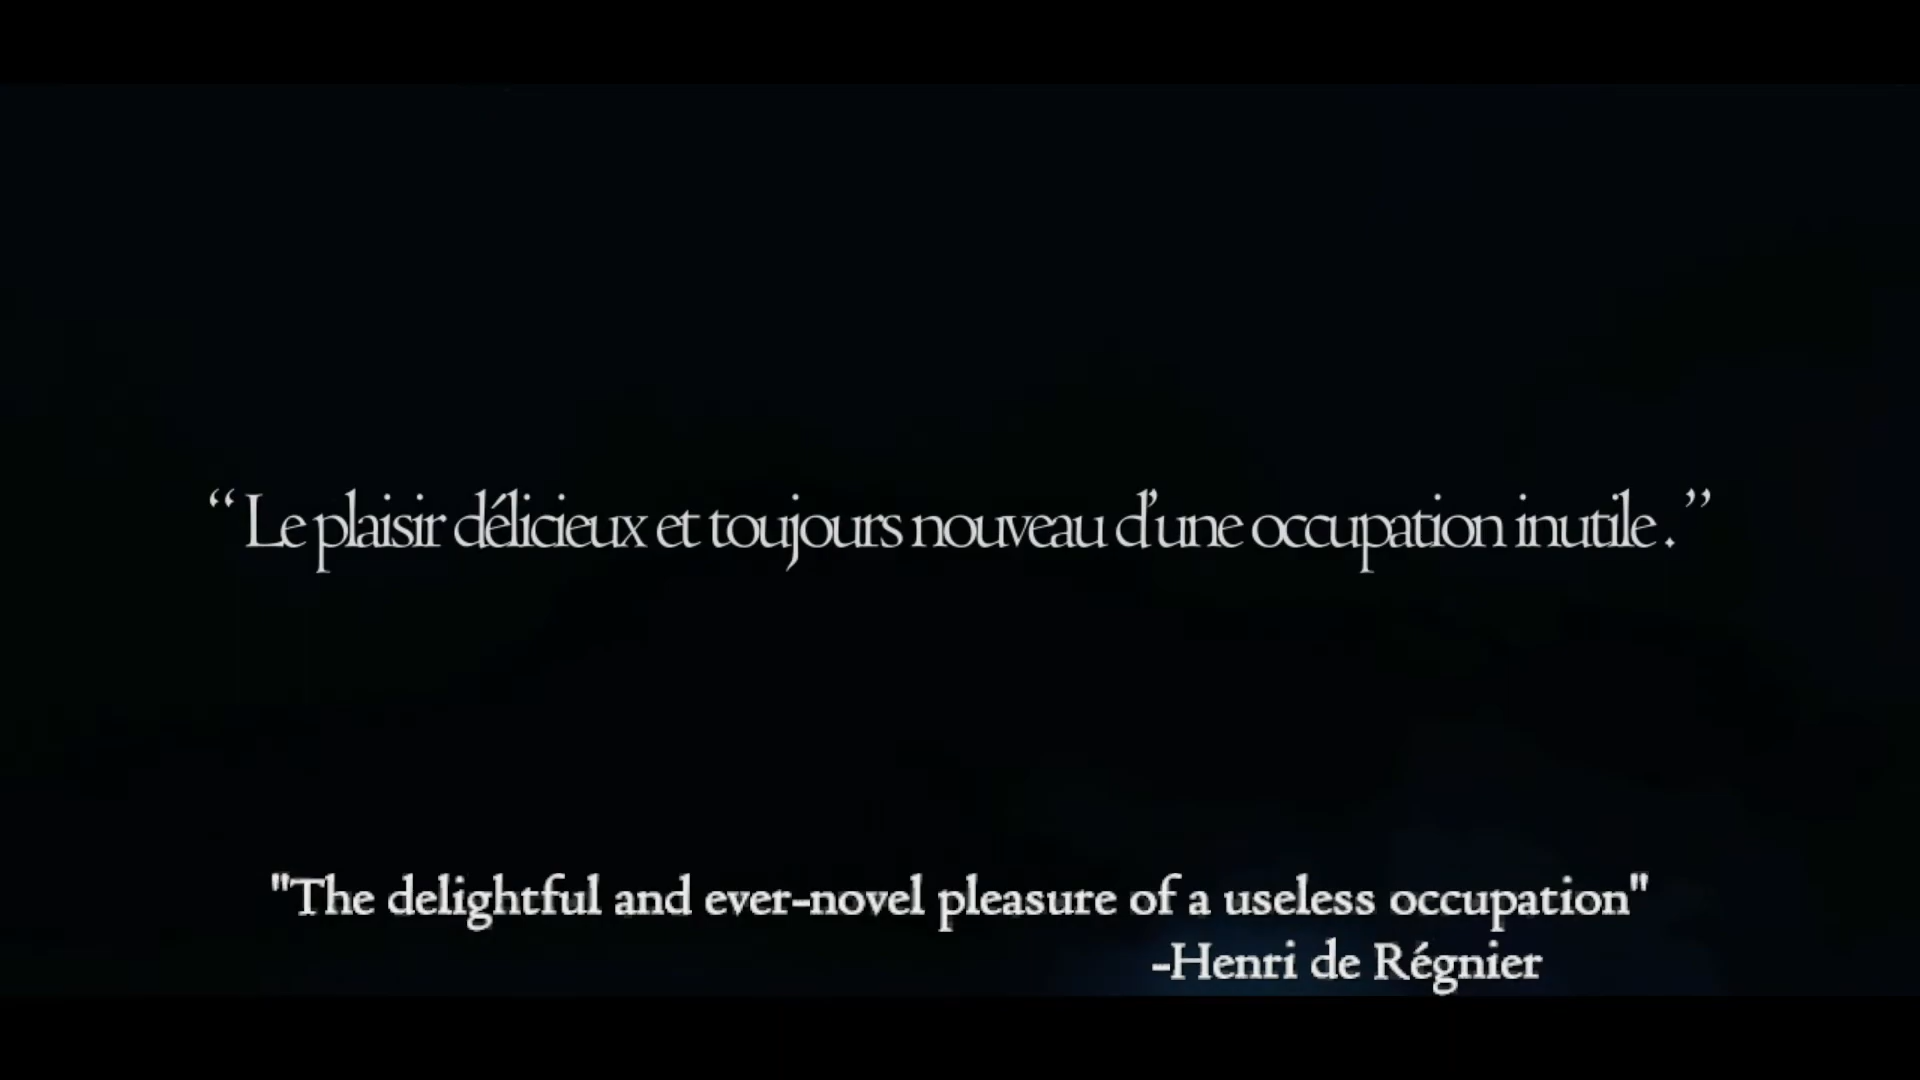 “ Le plaisir délicieux et toujours nouveau d’une occupation inutile . ”
"The delightful and ever-novel pleasure of a useless occupation"
-Henri de Régnier